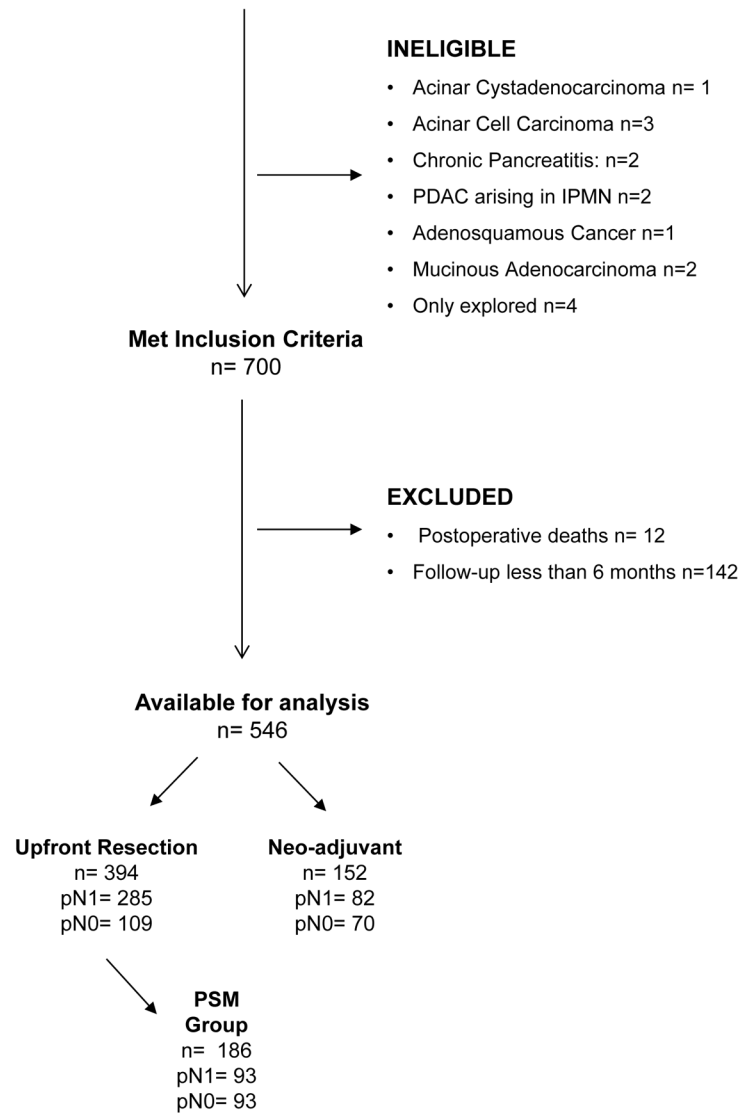 INELIGIBLE
• Acinar Cystadenocarcinoma n= 1
• Acinar Cell Carcinoma n=3
• Chronic Pancreatitis: n=2
• PDAC arising in IPMN n=2
• Adenosquamous Cancer n=1
• Mucinous Adenocarcinoma n=2
• Only explored n=4
Met Inclusion Criteria
n= 700
EXCLUDED
• Postoperative deaths n= 12
• Follow-up less than 6 months n=142
Available for analysis
n= 546
Upfront Resection
n= 394
pN1= 285
pN0= 109
Neo-adjuvant
n= 152
pN1= 82
pN0= 70
PSM
Group
n= 186
pN1= 93
pN0= 93